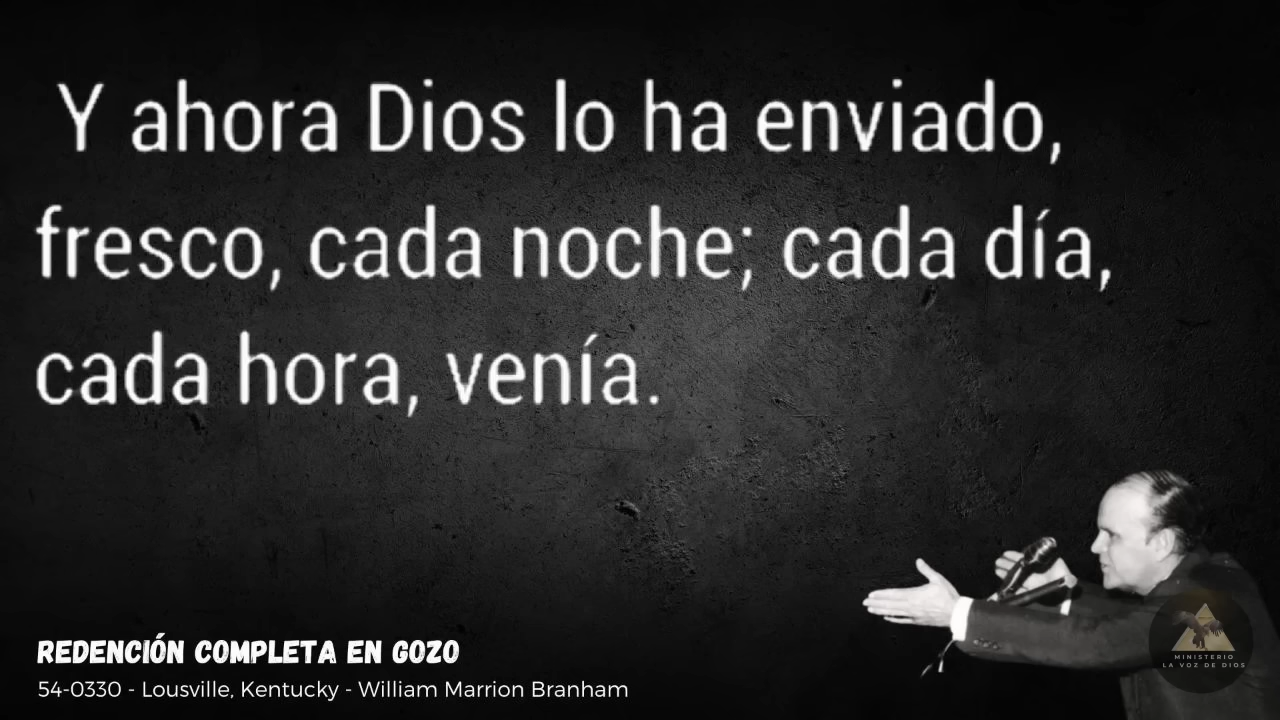 Y ahora Dios lo ha enviado,
fresco, cada noche; cada día,
cada hora, venía.
REDENCIÓN COMPLETA EN GOZO
54-0330 - Lousville, Kentucky - William Marrion Branham
MINISTERIO
LA VOZ DE DIOS